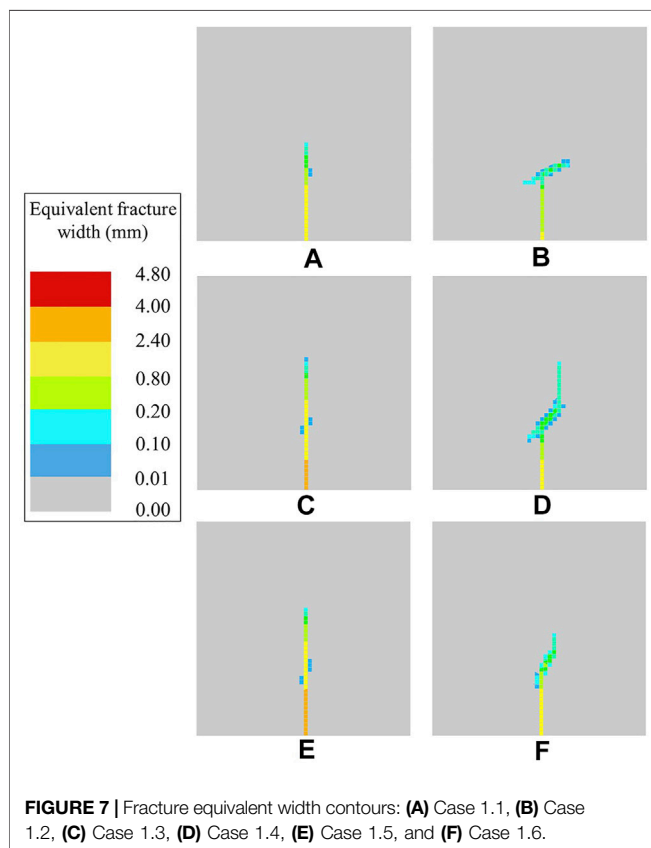 Equivalent fracture
width (mm)
4.80
4.00
2.40
0.80
0.20
0.10
0.01
0.00
A
B
C
D
E
F
FIGURE 7 | Fracture equivalent width contours: (A) Case 1.1, (B) Case
1.2, (C) Case 1.3, (D) Case 1.4, (E) Case 1.5, and (F) Case 1.6.